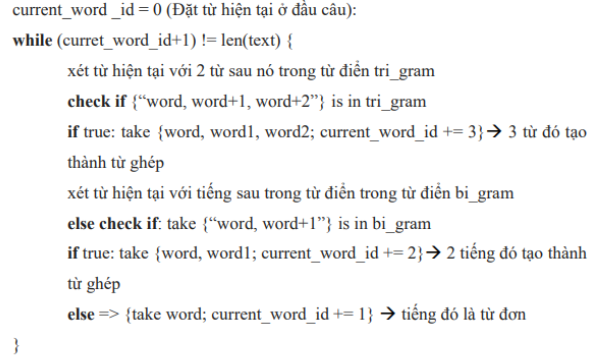 current_word _id = 0 (Đặt từ hiện tại ở đầu câu):
while (curret_word_id+1) != len(text) {
xét từ hiện tại với 2 từ sau nó trong từ điển tri_gram
check if {“word, word+1, word+2”} is in tri_gram
if true: take {word, word1, word2; current_word_id += 3}➔ 3 từ đó tạo
thành từ ghép
xét từ hiện tại với tiếng sau trong từ điển trong từ điển bi_gram
else check if: take {“word, word+1”} is in bi_gram
if true: take {word, word1; current_word_id += 2}➔ 2 tiếng đó tạo thành
từ ghép
else => {take word; current_word_id += 1} ➔ tiếng đó là từ đơn
}